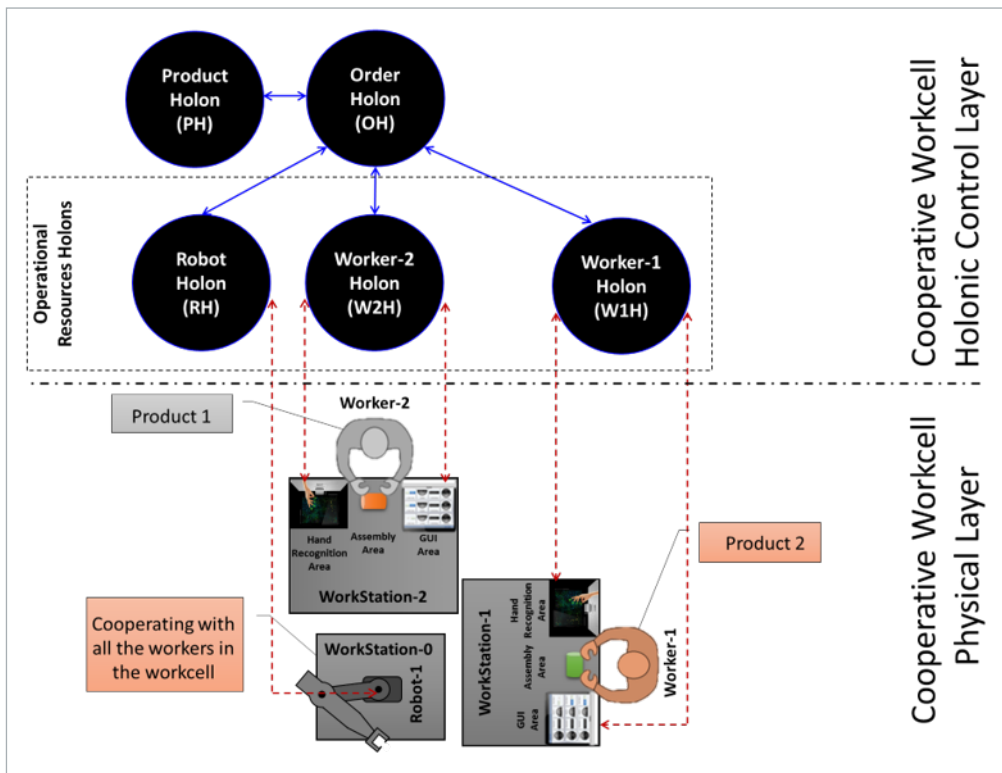 Product
Holon
(PH)
Order
Holon
(OH)
Cooperative Workcell
Holonic Control Layer
Operational
Resources Holons
Robot
Holon
(RH)
Worker-2
Holon
(W2H)
Worker-1
Holon
(W1H)
Cooperative Workcell
Physical Layer
Product 1
Worker-2
Hand
Recognition
Area
Assembly
Area
GUI
Area
WorkStation-2
Product 2
Cooperating with
all the workers in
the workcell
WorkStation-0
Robot-1
WorkStation-1
Hand
Recognition
Area
Assembly
Area
GUI
Area
Worker-1